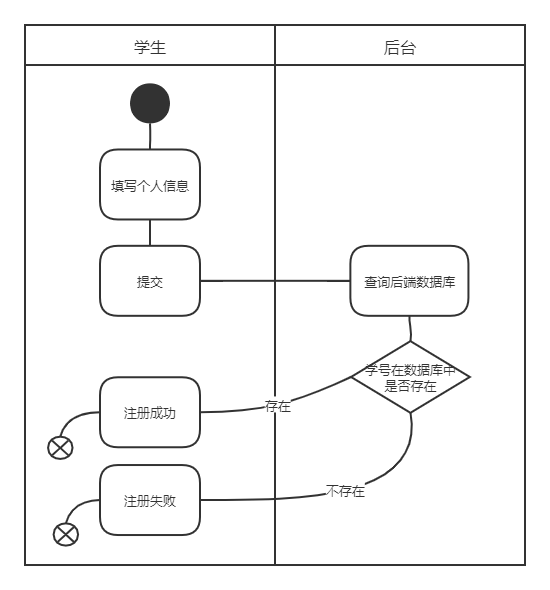 学生
后台
填写个人信息
提交
查询后端数据库
学号在数据库中
是否存在
存在
注册成功
不存在
注册失败